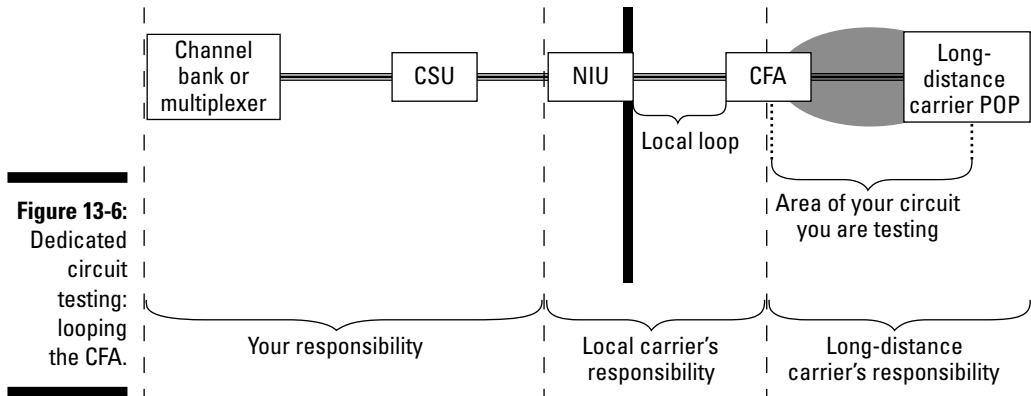 Channel
bank or
multiplexer
CSU
NIU
CFA
Long-
distance
carrier POP
Local loop
Area of your circuit
you are testing
Figure 13-6:
Dedicated
circuit
testing:
looping
the CFA.
Your responsibility
Local carrier's
responsibility
Long-distance
carrier's responsibility